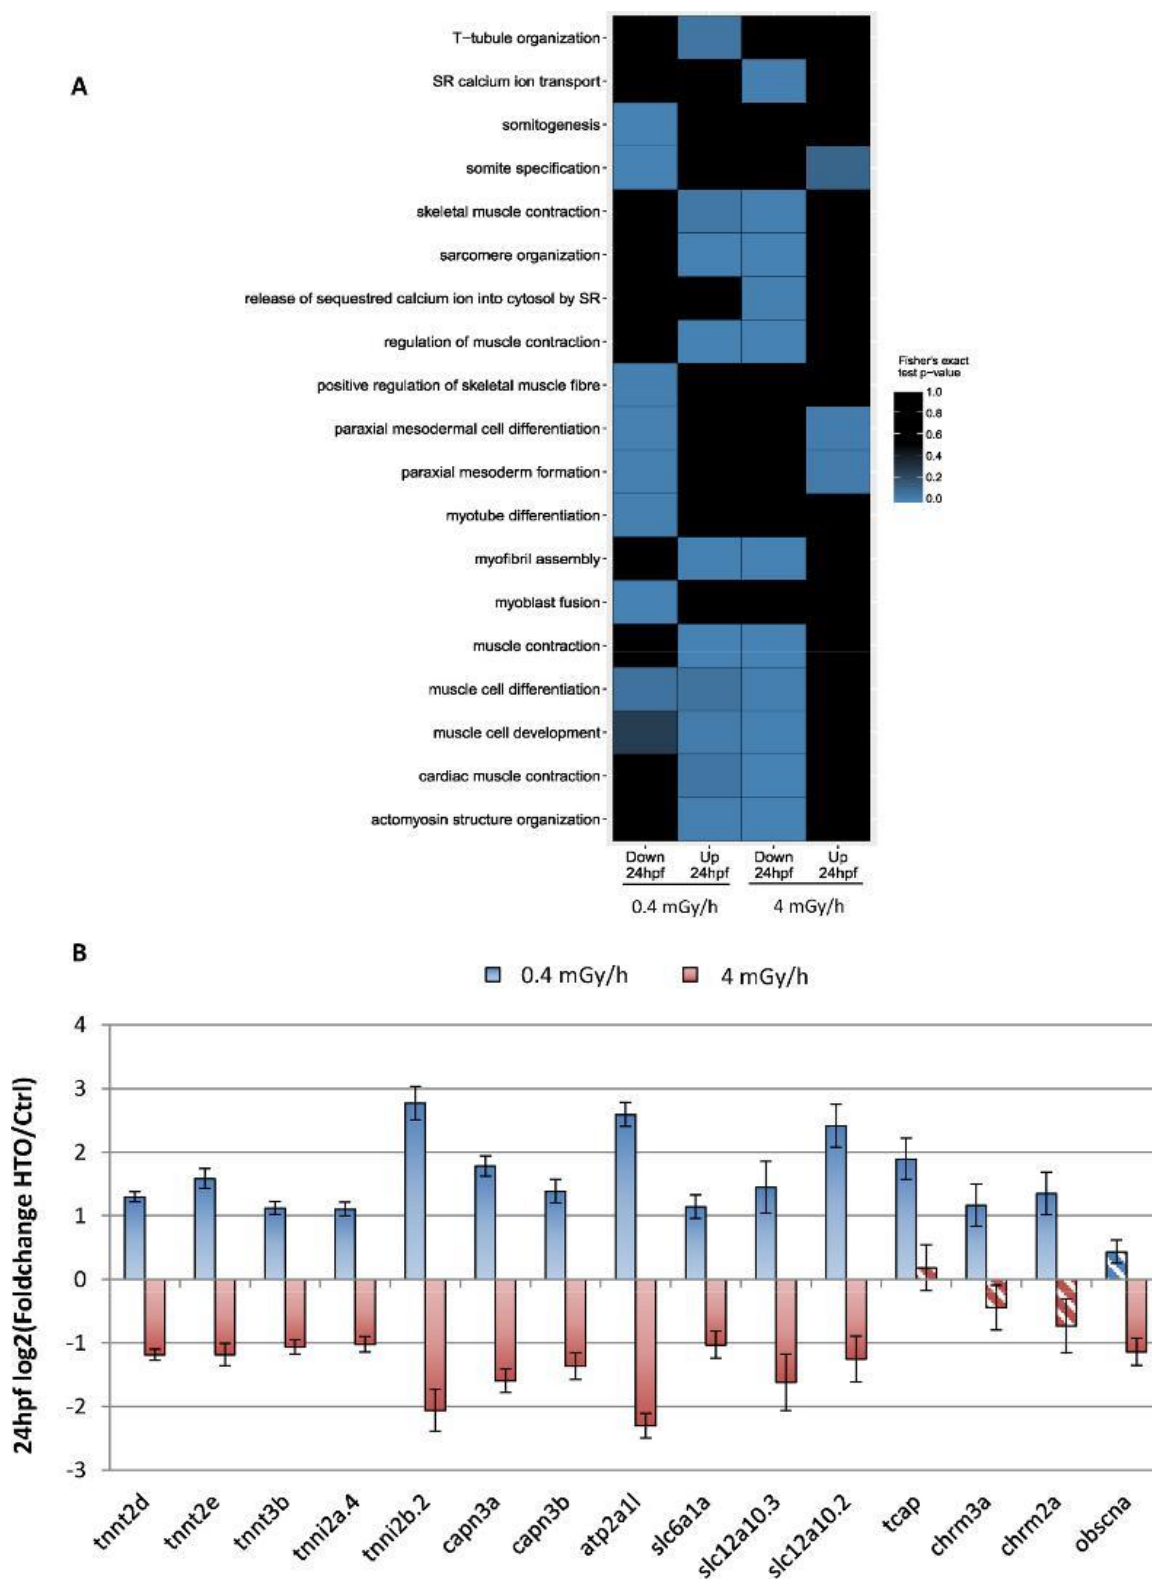 A
T-tubule organization
SR calcium ion transport
somitogenesis
somite specification
skeletal muscle contraction
sarcomere organization
release of sequestred calcium ion into cytosol by SR
regulation of muscle contraction
positive regulation of skeletal muscle fibre
paraxial mesodermal cell differentiation
paraxial mesoderm formation
myotube differentiation
myofibril assembly
myoblast fusion
muscle contraction
muscle cell differentiation
muscle cell development
cardiac muscle contraction
actomyosin structure organization
Fisher's exact
test p-value
1.0
0.8
0.6
0.4
0.2
0.0
Down Up Down Up
24hpf 24hpf 24hpf 24hpf
0.4 mGy/h 4 mGy/h
B
0.4 mGy/h 4 mGy/h
24hpf log2(Foldchange HTO/Ctrl)
4
3
2
1
0
-1
-2
-3
tnnt2d
tnnt2e
tnnt3b
tnni2a.4
tnni2b.2
capn3a
capn3b
atp2a1l
slc6a1a
slc12a10.3
slc12a10.2
tcap
chrm3a
chrm2a
obscna